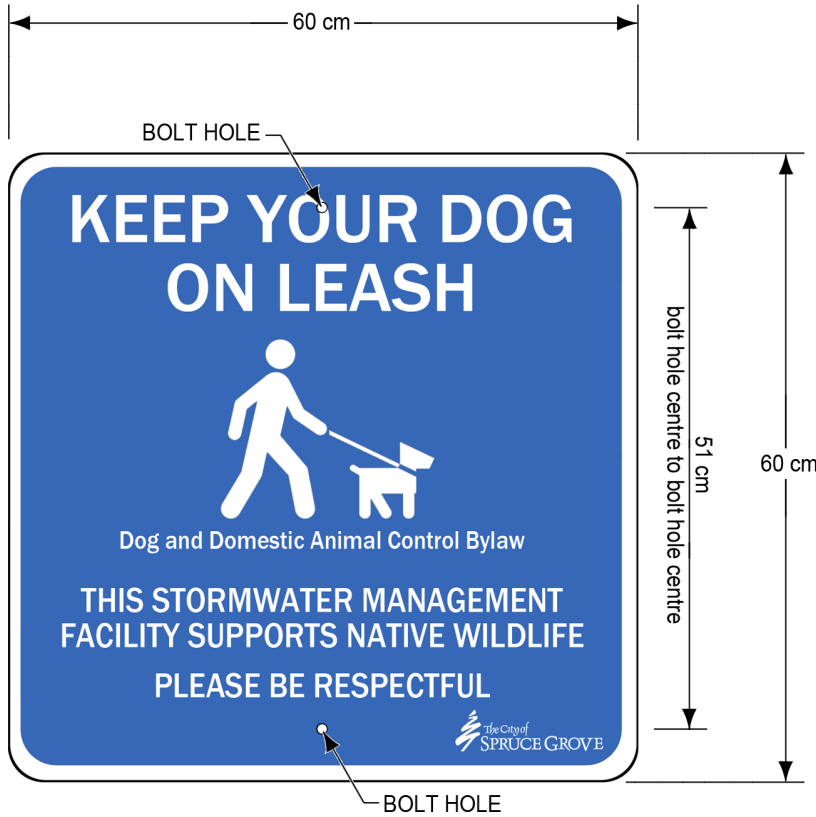 60 cm
BOLT HOLE
KEEP YOUR DOG
ON LEASH
Dog and Domestic Animal Control Bylaw
THIS STORMWATER MANAGEMENT
FACILITY SUPPORTS NATIVE WILDLIFE
PLEASE BE RESPECTFUL
The City of
SPRUCE GROVE
BOLT HOLE
51 cm
bolt hole centre to bolt hole centre
60 cm